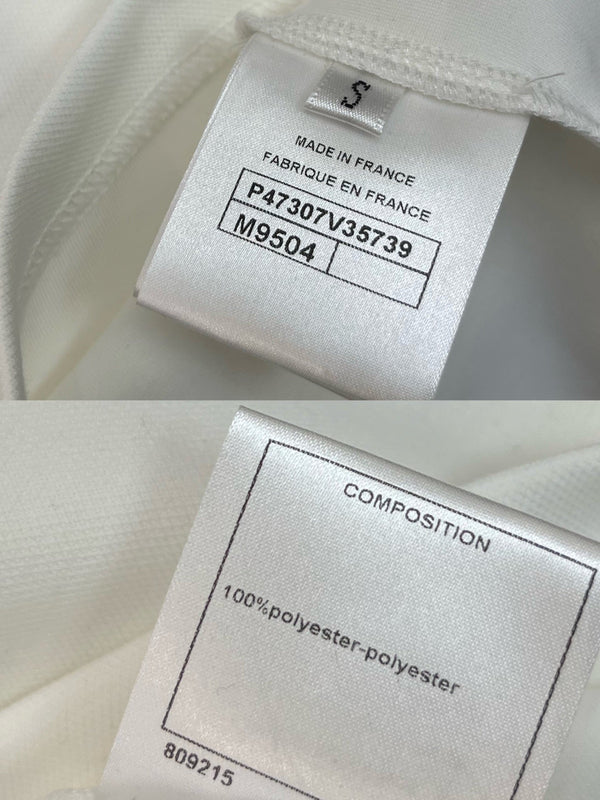 S
MADE IN FRANCE
FABRIQUE EN FRANCE
P47307V35739
M9504
COMPOSITION
100%polyester-polyester
809215